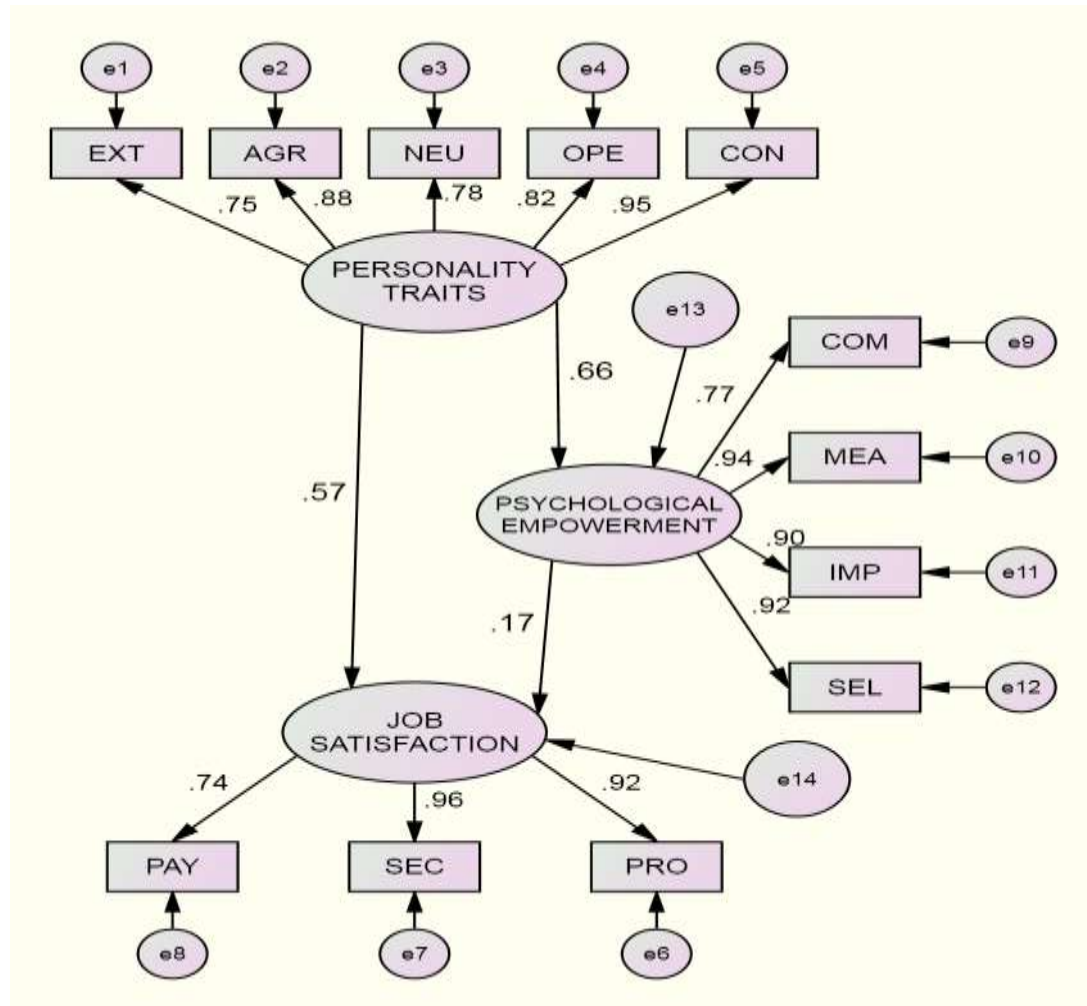 e1
e2
e3
e4
e5
EXT
AGR
NEU
OPE
CON
.75
.88
.78
.82
.95
PERSONALITY
TRAITS
e13
COM
e9
.66
.77
MEA
e10
.94
.57
PSYCHOLOGICAL
EMPOWERMENT
.90
IMP
e11
.92
.17
SEL
e12
JOB
SATISFACTION
e14
.74
.96
.92
PAY
SEC
PRO
e8
e7
e6